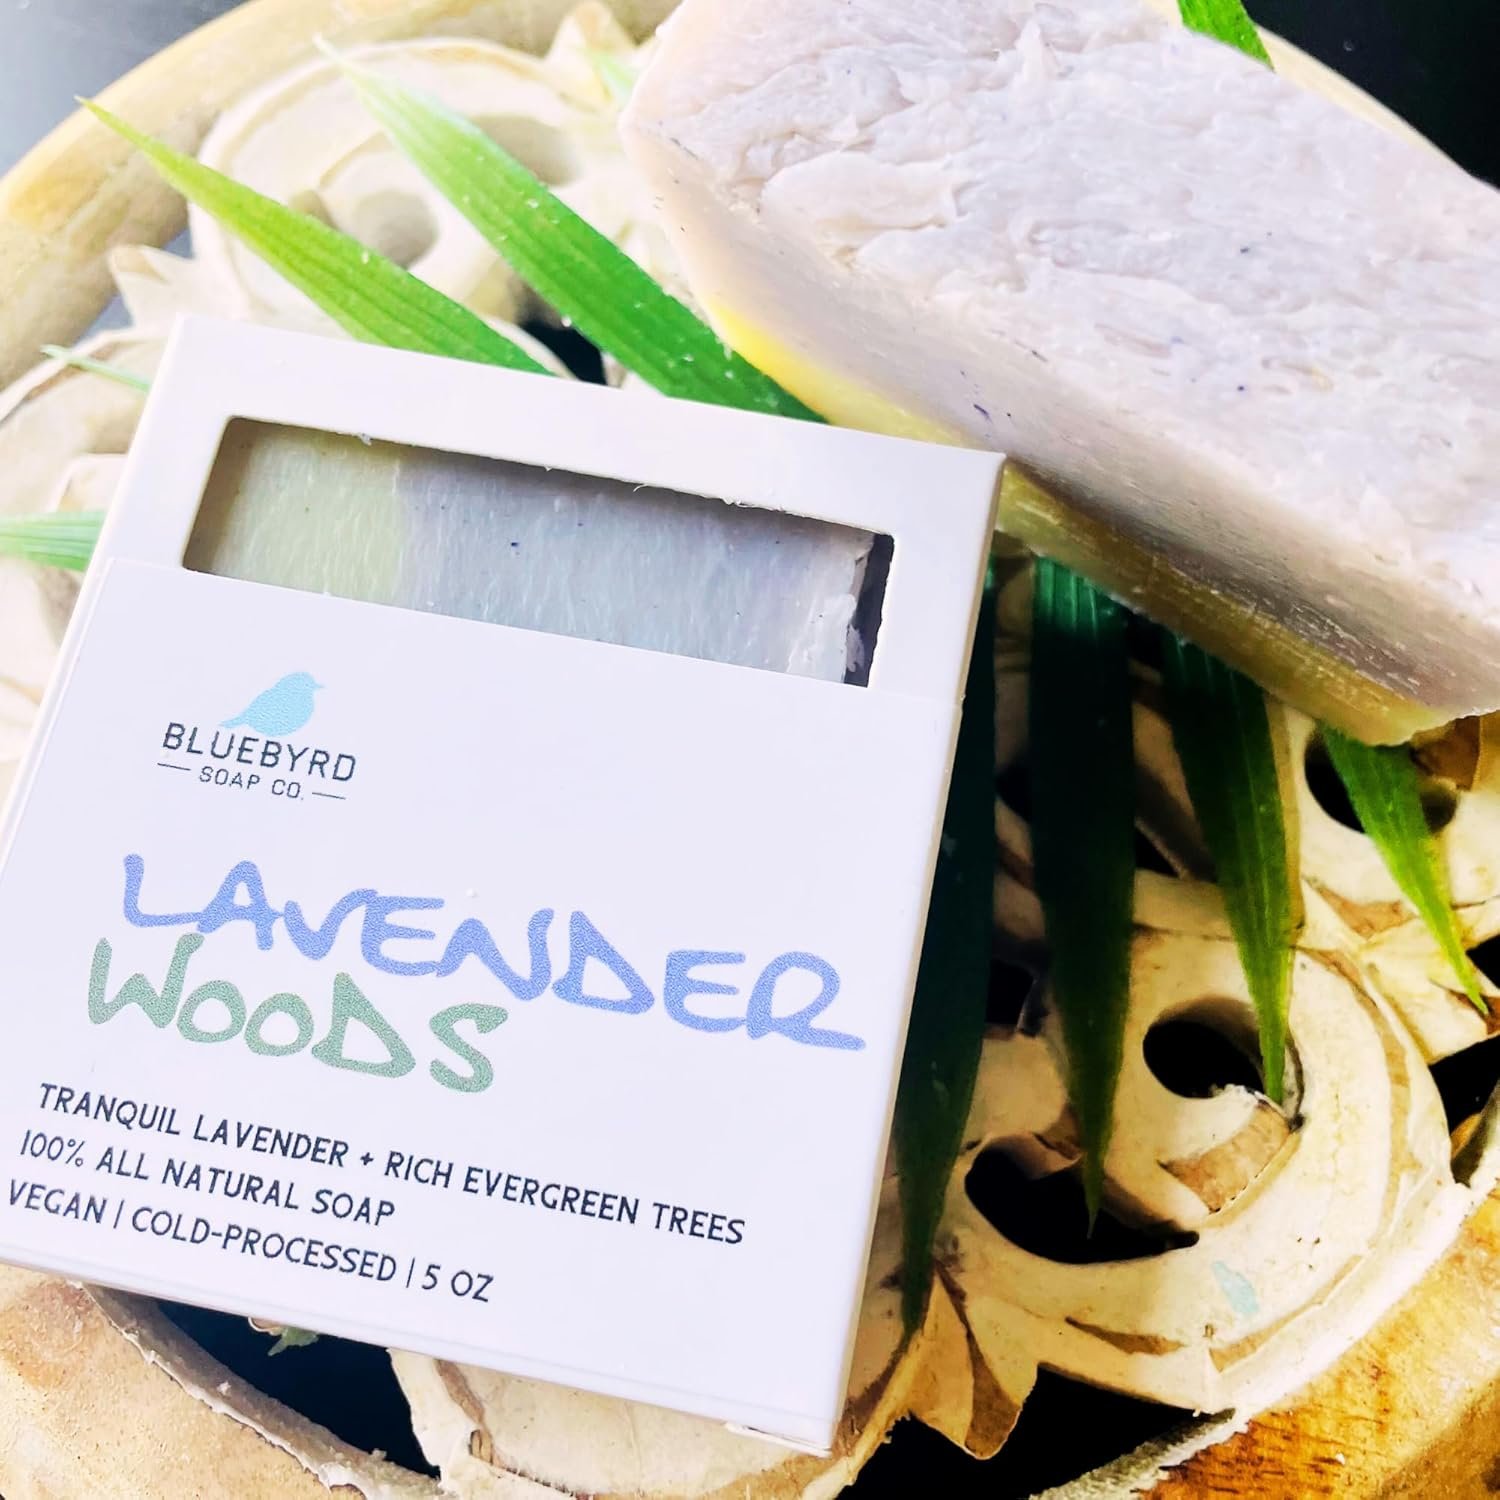 BLUEBYRD
SOAP CO.
LAVENDER
WOODS
TRANQUIL LAVENDER + RICH EVERGREEN TREES
100% ALL NATURAL SOAP
VEGAN | COLD-PROCESSED | 5 OZ